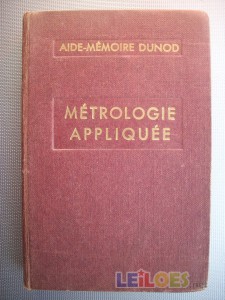 AIDE-MÉMOIRE DUNOD
MÉTROLOGIE
APPLIQUÉE
LEILOES